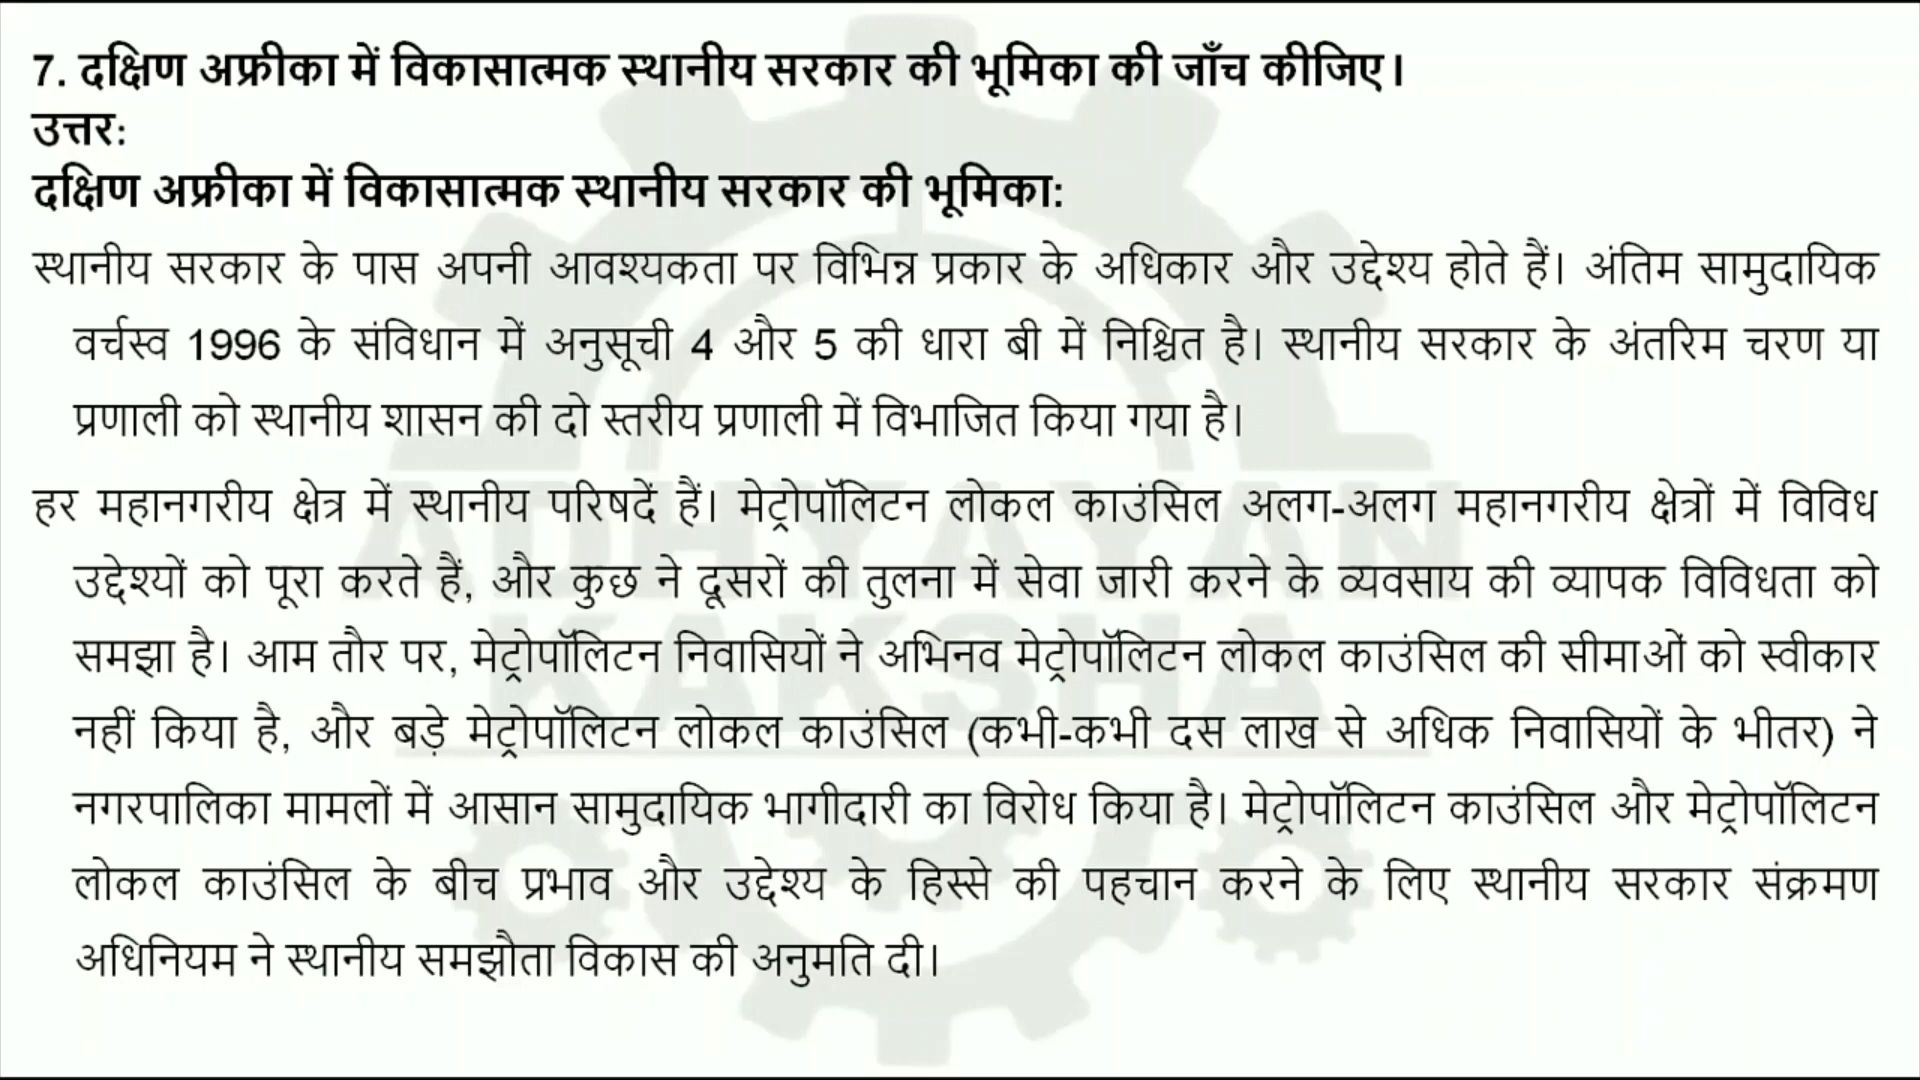 7. दक्षिण अफ्रीका में विकासात्मक स्थानीय सरकार की भूमिका की जाँच कीजिए।
उत्तर:
दक्षिण अफ्रीका में विकासात्मक स्थानीय सरकार की भूमिका:
स्थानीय सरकार के पास अपनी आवश्यकता पर विभिन्न प्रकार के अधिकार और उद्देश्य होते हैं। अंतिम सामुदायिक
वर्चस्व 1996 के संविधान में अनुसूची 4 और 5 की धारा बी में निश्चित है। स्थानीय सरकार के अंतरिम चरण या
प्रणाली को स्थानीय शासन की दो स्तरीय प्रणाली में विभाजित किया गया है।
हर महानगरीय क्षेत्र में स्थानीय परिषदें हैं। मेट्रोपॉलिटन लोकल काउंसिल अलग-अलग महानगरीय क्षेत्रों में विविध
उद्देश्यों को पूरा करते हैं, और कुछ ने दूसरों की तुलना में सेवा जारी करने के व्यवसाय की व्यापक विविधता को
समझा है। आम तौर पर, मेट्रोपॉलिटन निवासियों ने अभिनव मेट्रोपॉलिटन लोकल काउंसिल की सीमाओं को स्वीकार
नहीं किया है, और बड़े मेट्रोपॉलिटन लोकल काउंसिल (कभी-कभी दस लाख से अधिक निवासियों के भीतर) ने
नगरपालिका मामलों में आसान सामुदायिक भागीदारी का विरोध किया है। मेट्रोपॉलिटन काउंसिल और मेट्रोपॉलिटन
लोकल काउंसिल के बीच प्रभाव और उद्देश्य के हिस्से की पहचान करने के लिए स्थानीय सरकार संक्रमण
अधिनियम ने स्थानीय समझौता विकास की अनुमति दी।
ADHYAYAN
KAKSHA